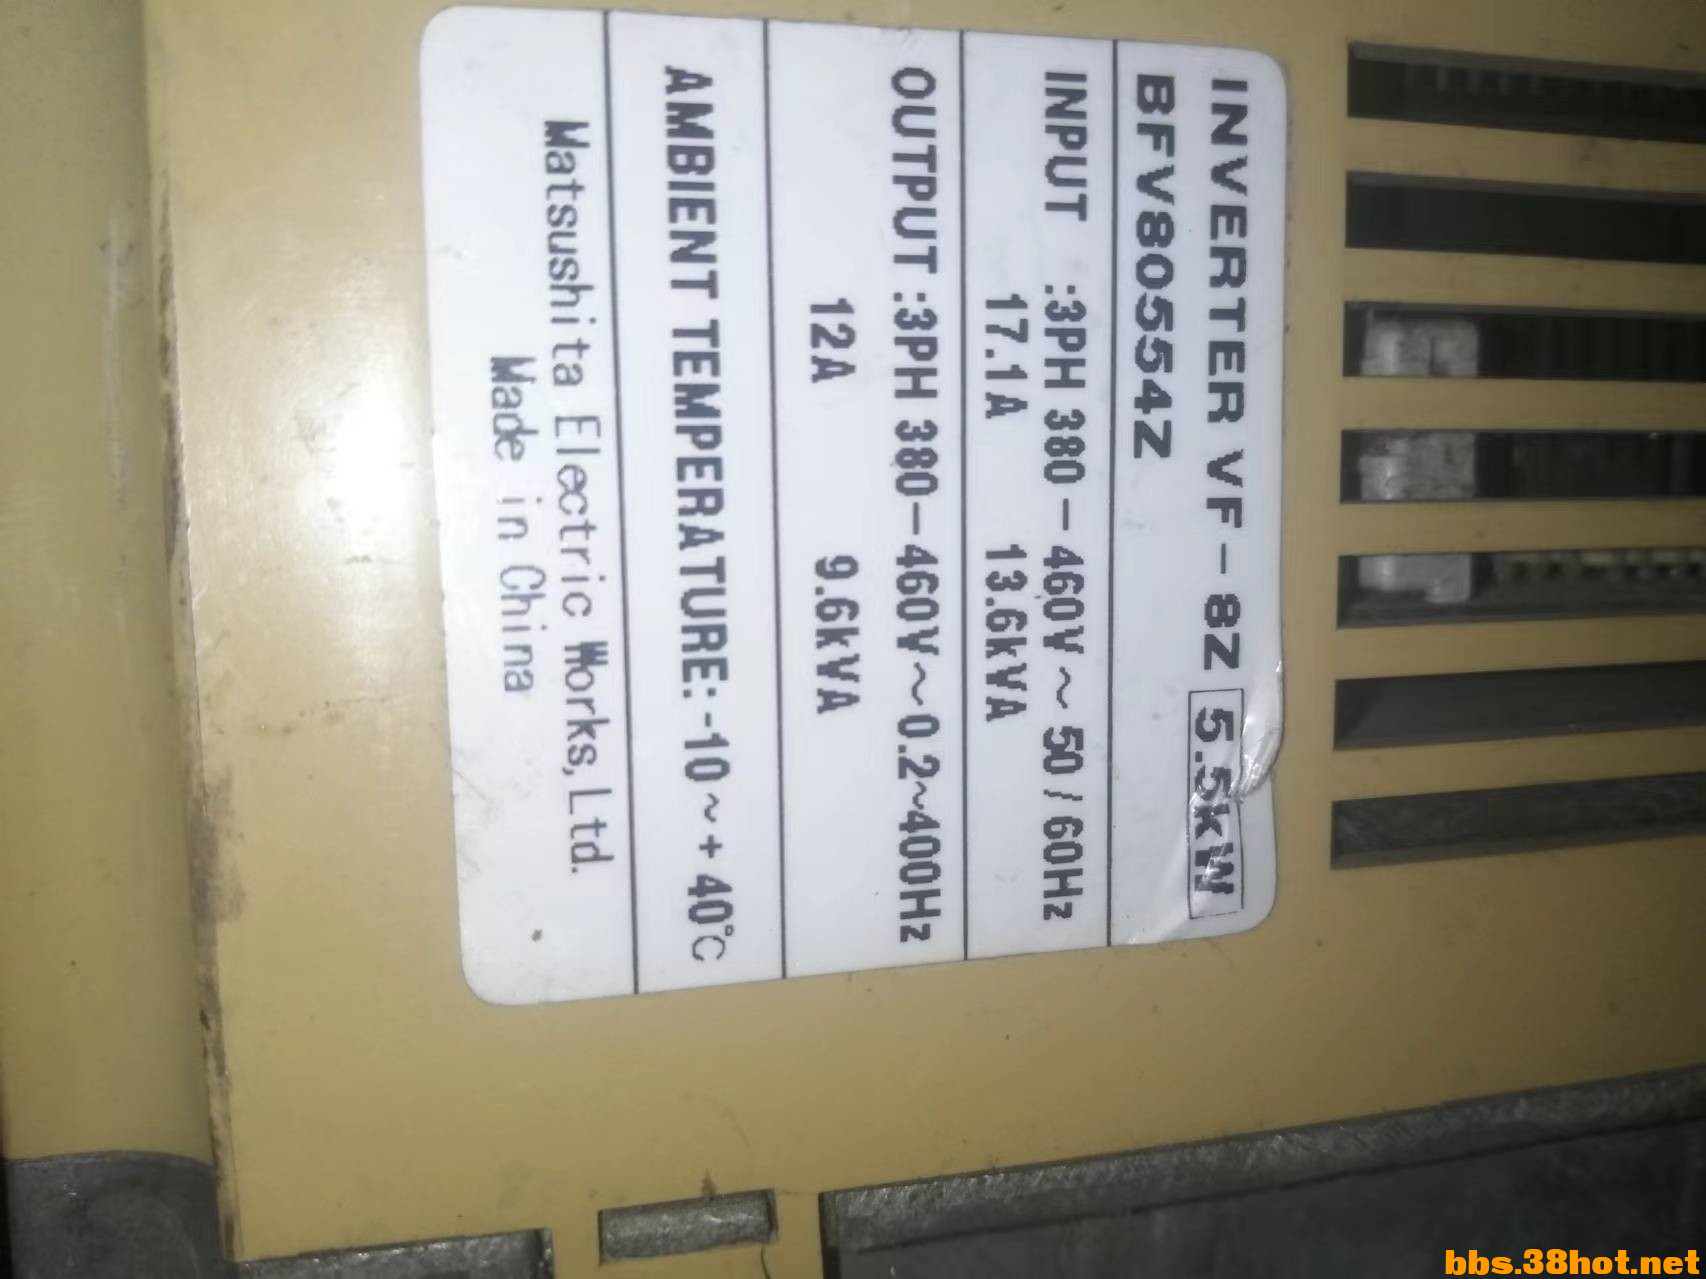 INVERTER VF-8Z 5.5kW
BFV80554Z
INPUT :3PH 380-460V~50/60Hz
17.1A 13.6kVA
OUTPUT:3PH 380-460V~0.2~400Hz
12A 9.6kVA
AMBIENT TEMPERATURE:-10~+40℃
Matsushita Electric Works,Ltd.
Made in China
bbs.38hot.net